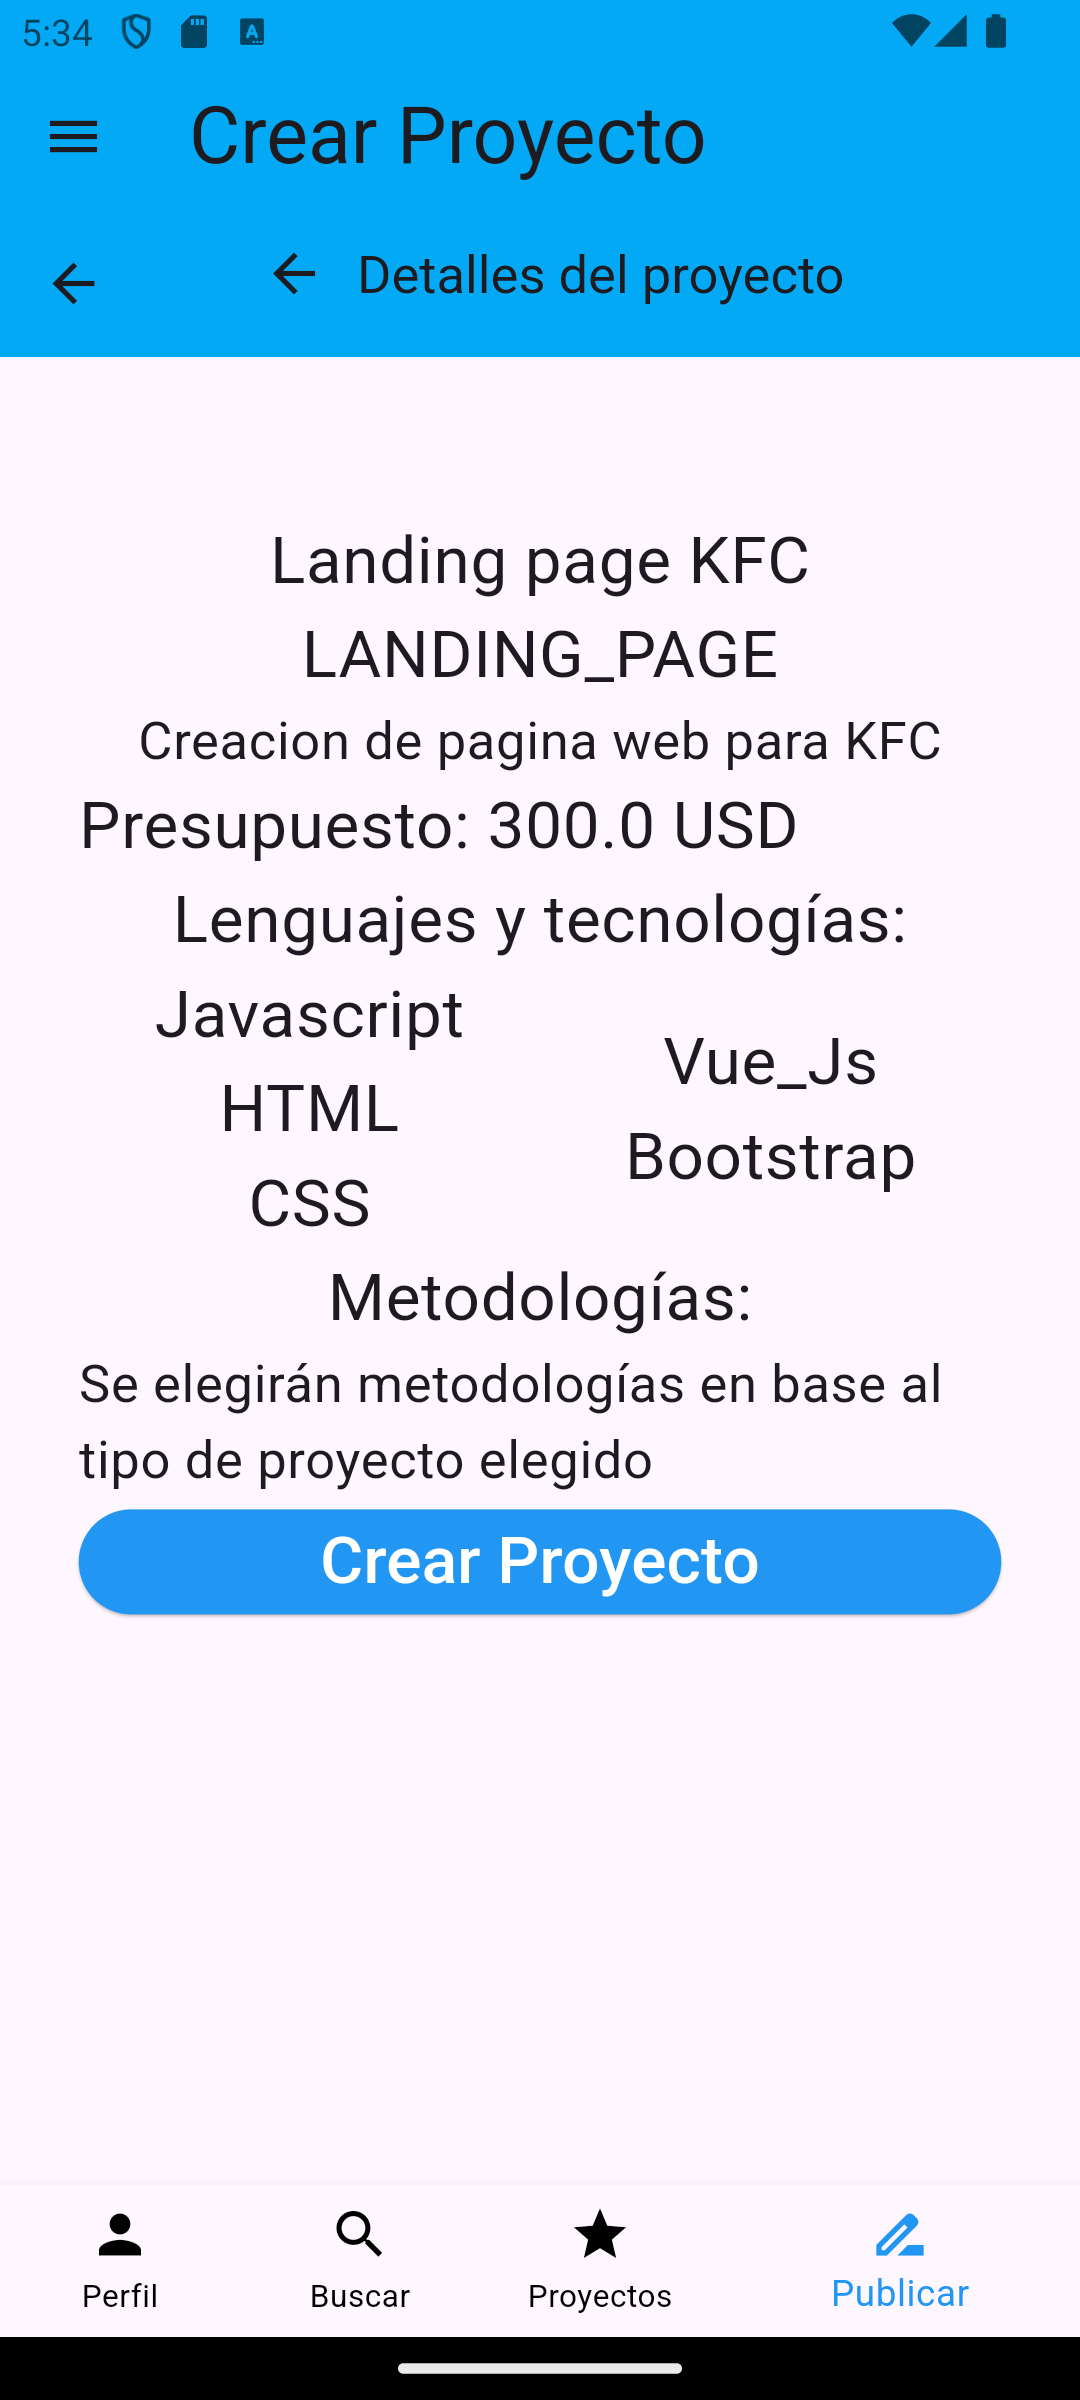 5:34
Crear Proyecto
Detalles del proyecto
Landing page KFC
LANDING_PAGE
Creacion de pagina web para KFC
Presupuesto: 300.0 USD
Lenguajes y tecnologías:
Javascript
HTML
CSS
Vue_Js
Bootstrap
Metodologías:
Se elegirán metodologías en base al
tipo de proyecto elegido
Crear Proyecto
Perfil
Buscar
Proyectos
Publicar